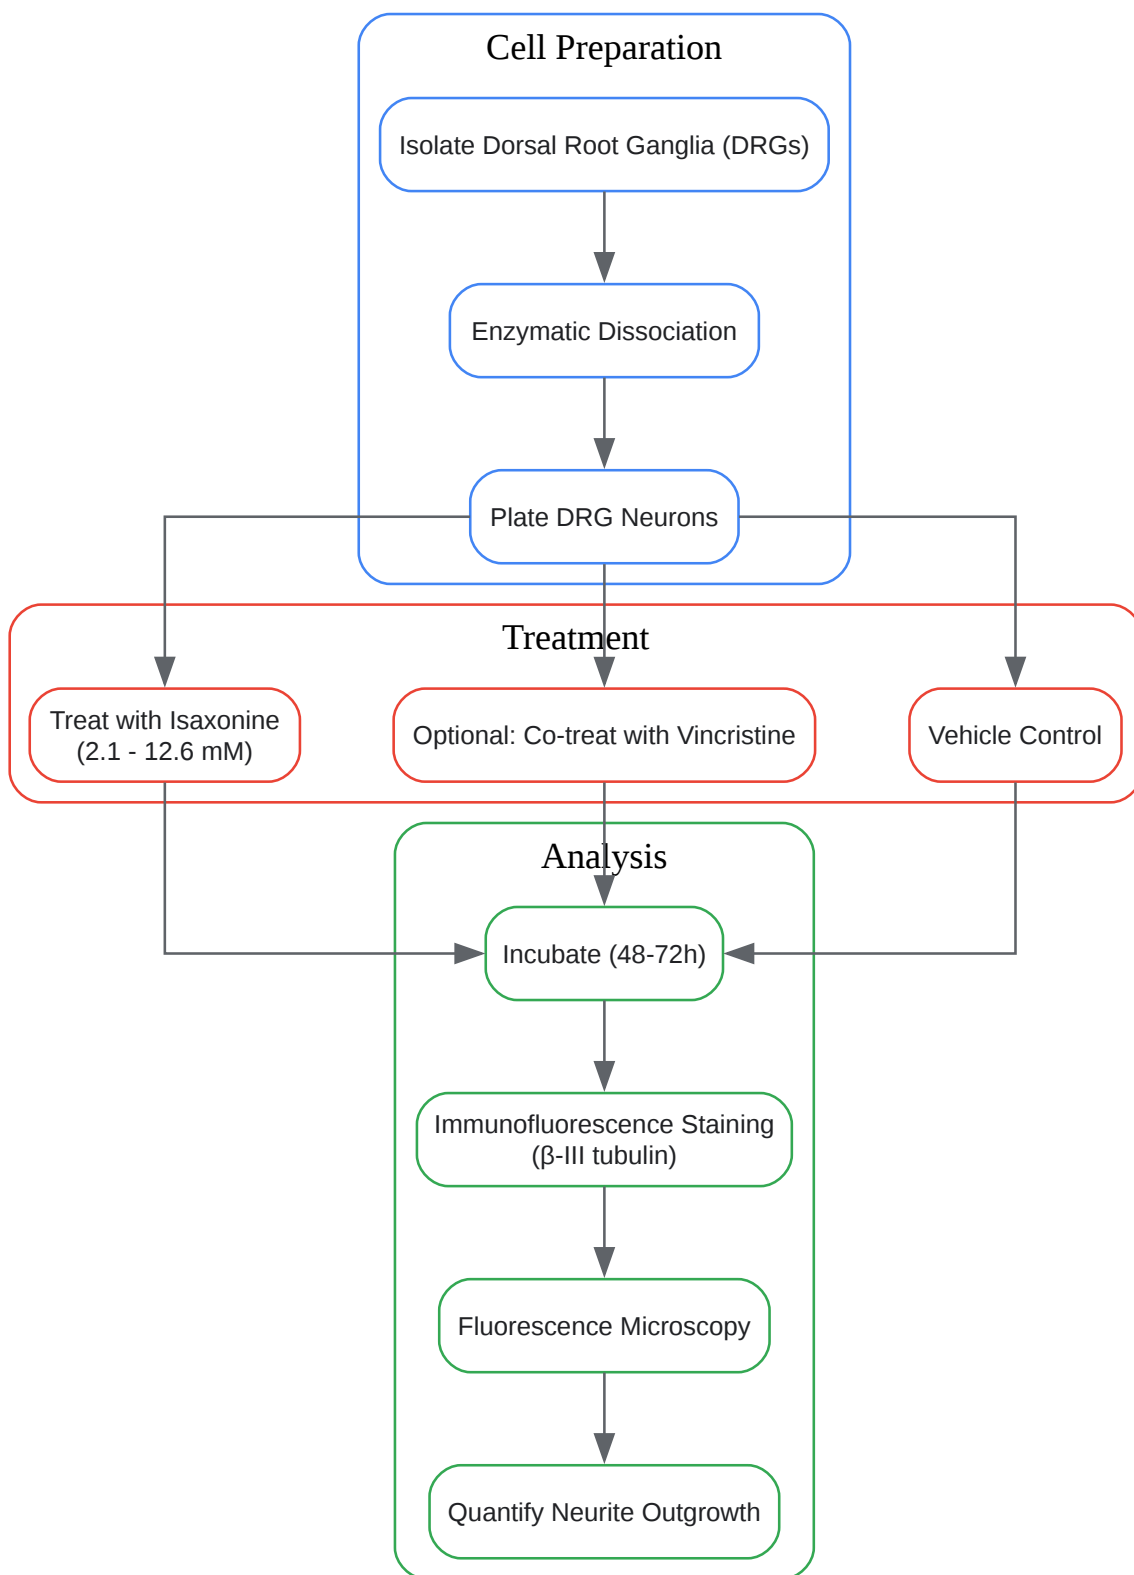 Cell Preparation
Isolate Dorsal Root Ganglia (DRGs)
Enzymatic Dissociation
Plate DRG Neurons
Treatment
Treat with Isaxonine
(2.1 - 12.6 mM)
Optional: Co-treat with Vincristine
Vehicle Control
Analysis
Incubate (48-72h)
Immunofluorescence Staining
(β-III tubulin)
Fluorescence Microscopy
Quantify Neurite Outgrowth